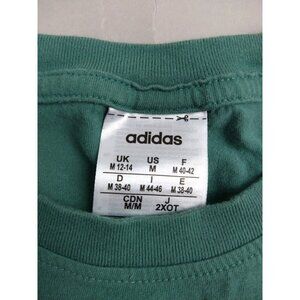 adidas
UK US F
M 12-14 M M 40-42
D I E
M 38-40 M 44-46 M 38-40
CDN J
M/M 2XOT